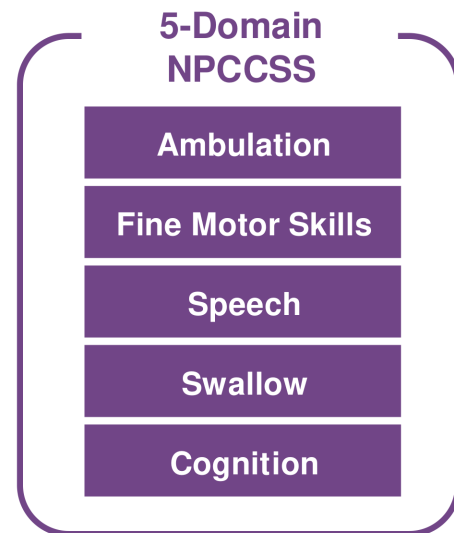 5-Domain
NPCCSS
Ambulation
Fine Motor Skills
Speech
Swallow
Cognition